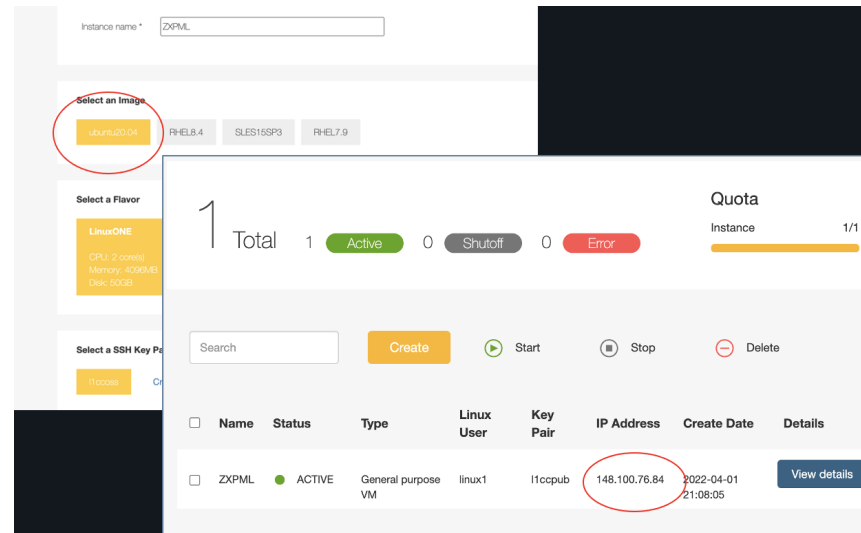 Instance name * ZXPML
Select an Image
ubuntu20.04 RHEL8.4 SLES15SP3 RHEL7.9
Select a Flavor
LinuxONE
CPU: 2 core(s)
Memory: 4096MB
Disk: 50GB
Select a SSH Key Pa
l1cccss Cr
1 Total 1 Active 0 Shutoff 0 Error
Quota
Instance 1/1
Search Create Start Stop Delete
Name Status Type Linux User Key Pair IP Address Create Date Details
ZXPML ACTIVE General purpose VM linux1 l1ccpub 148.100.76.84 2022-04-01 21:08:05 View details